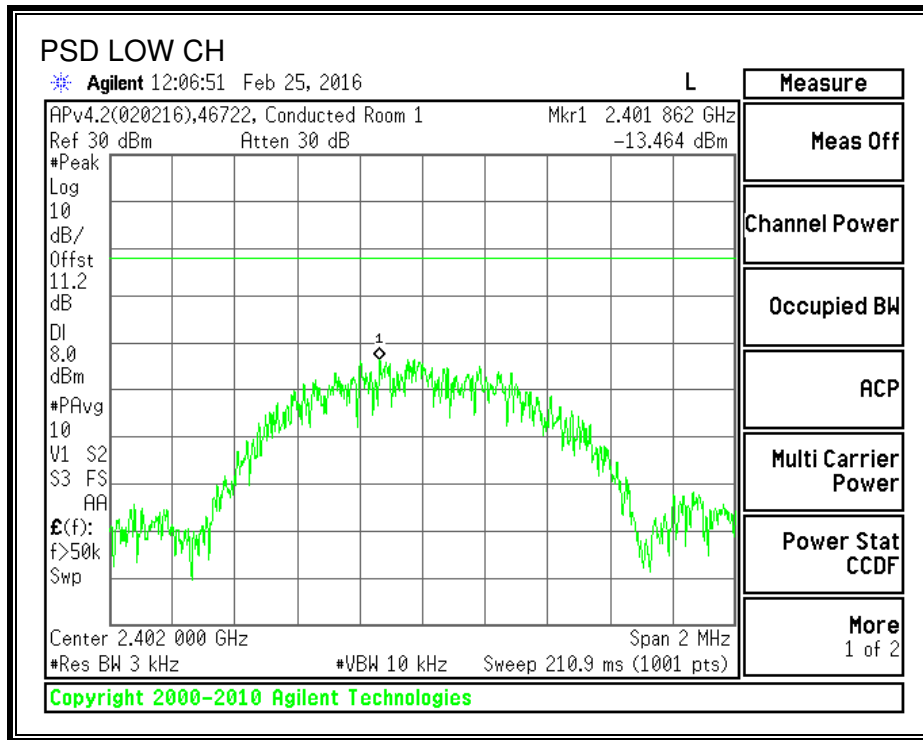 PSD LOW CH
Agilent 12:06:51 Feb 25, 2016 L
APv4.2(020216),46722, Conducted Room 1 Mkr1 2.401 862 GHz
Ref 30 dBm Atten 30 dB -13.464 dBm
#Peak
Log
10
dB/
Offst
11.2
dB
DI
8.0
dBm
#PAvg
10
V1 S2
S3 FS
AA
£(f):
f>50k
Swp
1
Center 2.402 000 GHz Span 2 MHz
#Res BW 3 kHz #VBW 10 kHz Sweep 210.9 ms (1001 pts)
Copyright 2000-2010 Agilent Technologies
Measure
Meas Off
Channel Power
Occupied BW
ACP
Multi Carrier
Power
Power Stat
CCDF
More
1 of 2